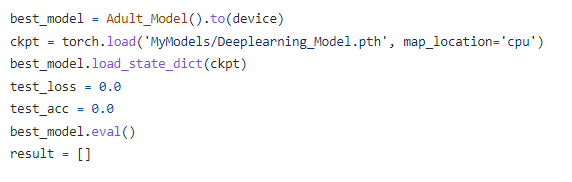 best_model = Adult_Model().to(device)
ckpt = torch.load('MyModels/Deeplearning_Model.pth', map_location='cpu')
best_model.load_state_dict(ckpt)
test_loss = 0.0
test_acc = 0.0
best_model.eval()
result = []